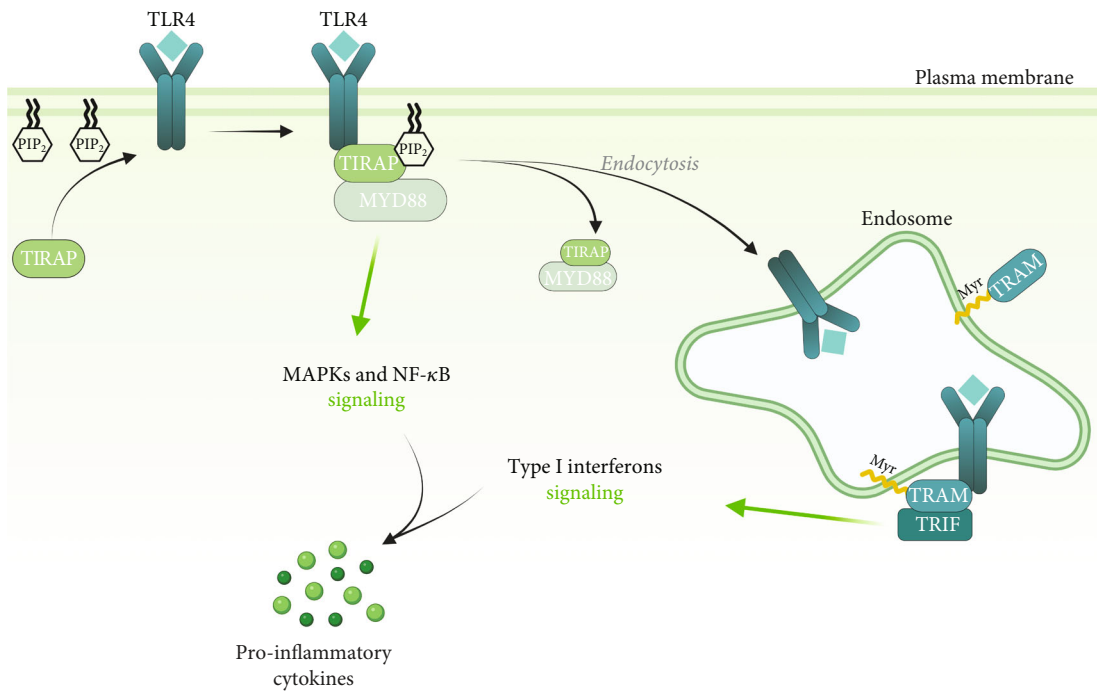 TLR4
TLR4
Plasma membrane
PIP₂
PIP₂
PIP₂
TIRAP
MYD88
Endocytosis
TIRAP
TIRAP
MYD88
Endosome
Myr
TRAM
MAPKs and NF-κB
signaling
Type I interferons
signaling
Myr
TRAM
TRIF
Pro-inflammatory
cytokines